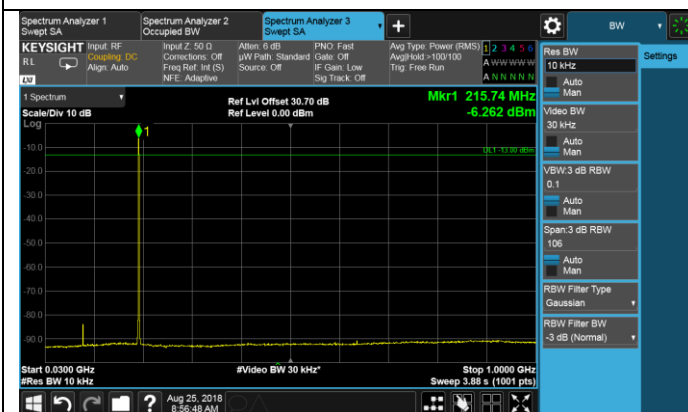 Spectrum Analyzer 1
Swept SA
Spectrum Analyzer 2
Occupied BW
Spectrum Analyzer 3
Swept SA
BW
KEYSIGHT
RL
LXI
Input: RF
Coupling: DC
Align: Auto
Input Z: 50 Ω
Corrections: Off
Freq Ref: Int (S)
NFE: Adaptive
Atten: 6 dB
µW Path: Standard
Source: Off
PNO: Fast
Gate: Off
IF Gain: Low
Sig Track: Off
Avg Type: Power (RMS)
Avg|Hold:>100/100
Trig: Free Run
1 2 3 4 5 6
A W W W W W
A N N N N N
1 Spectrum
Scale/Div 10 dB
Ref Lvl Offset 30.70 dB
Ref Level 0.00 dBm
Mkr1 215.74 MHz
-6.262 dBm
Log
1
DL1 -13.00 dBm
-10.0
-20.0
-30.0
-40.0
-50.0
-60.0
-70.0
-80.0
-90.0
Start 0.0300 GHz
#Res BW 10 kHz
#Video BW 30 kHz*
Stop 1.0000 GHz
Sweep 3.88 s (1001 pts)
Aug 25, 2018
8:56:48 AM
Res BW
10 kHz
Auto
Man
Video BW
30 kHz
Auto
Man
VBW:3 dB RBW
0.1
Auto
Man
Span:3 dB RBW
106
Auto
Man
RBW Filter Type
Gaussian
RBW Filter BW
-3 dB (Normal)
Settings